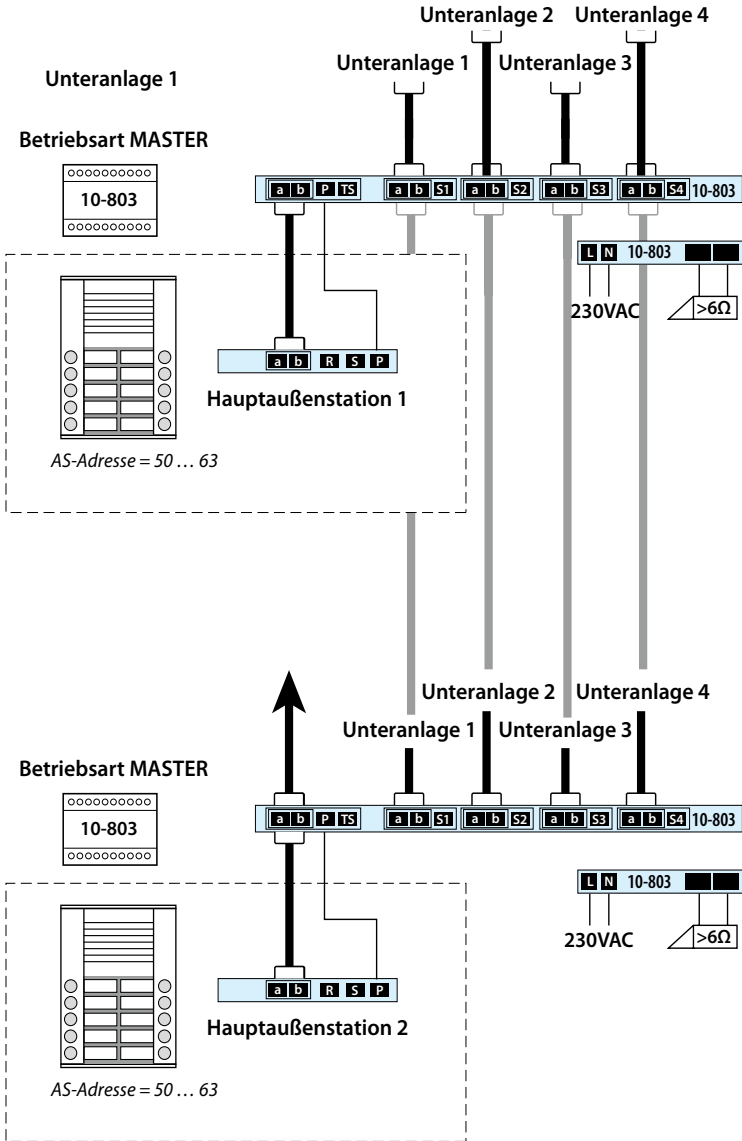 Unteranlage 2 Unteranlage 4
Unteranlage 1 Unteranlage 3
Unteranlage 1
Betriebsart MASTER
10-803
a b P TS a b S1 a b S2 a b S3 a b S4 10-803
L N 10-803
230VAC >6Ω
a b R S P
Hauptaußenstation 1
AS-Adresse = 50 … 63
Unteranlage 2 Unteranlage 4
Unteranlage 1 Unteranlage 3
Betriebsart MASTER
10-803
a b P TS a b S1 a b S2 a b S3 a b S4 10-803
L N 10-803
230VAC >6Ω
a b R S P
Hauptaußenstation 2
AS-Adresse = 50 … 63